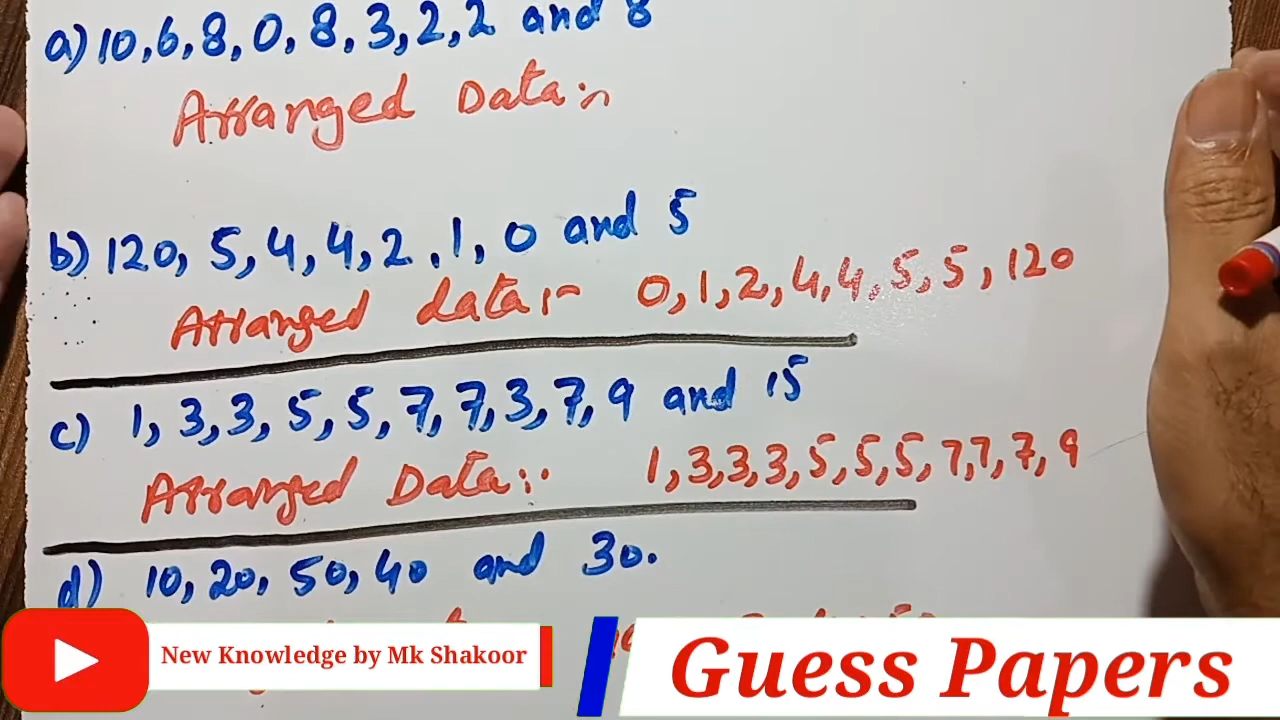 a) 10, 6, 8, 0, 8, 3, 2, 2 and 8
Arranged Data:-
b) 120, 5, 4, 4, 2, 1, 0 and 5
Arranged data:- 0, 1, 2, 4, 4, 5, 5, 120
c) 1, 3, 3, 5, 5, 7, 7, 3, 7, 9 and 15
Arranged Data:- 1, 3, 3, 3, 5, 5, 5, 7, 7, 7, 9
d) 10, 20, 50, 40 and 30.
New Knowledge by Mk Shakoor
Guess Papers